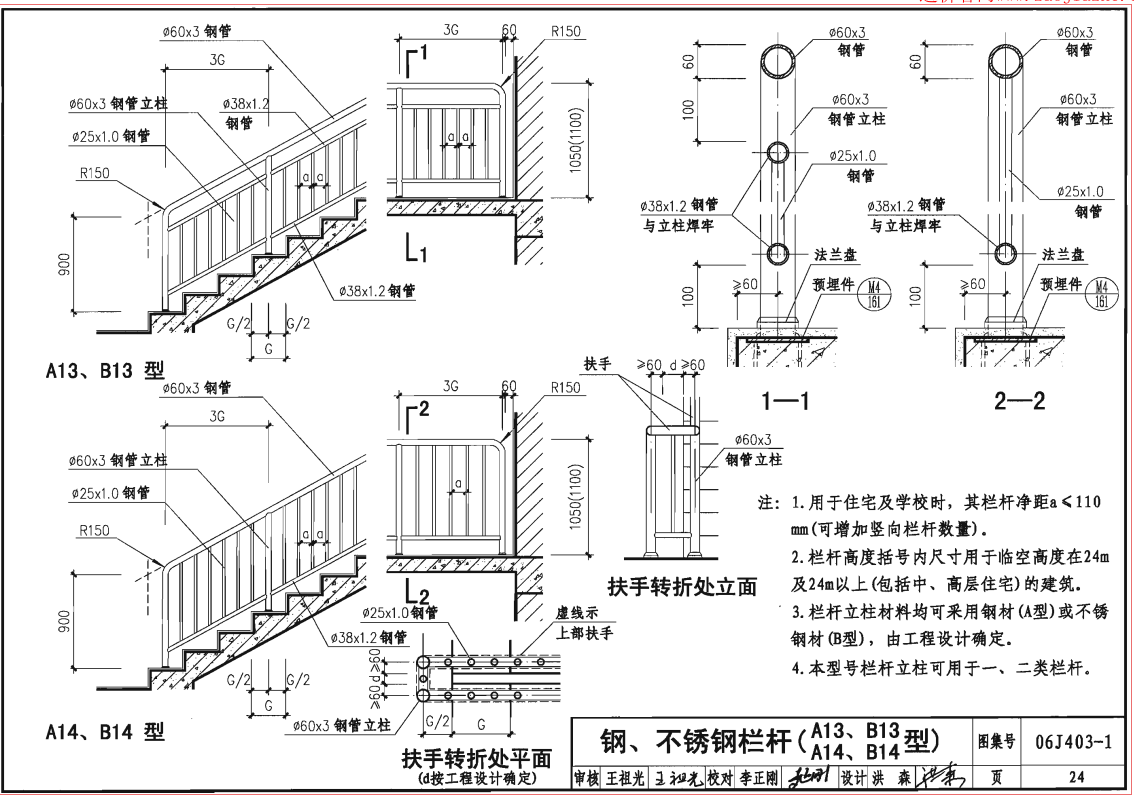 ø60x3 钢管
3G
ø60x3 钢管立柱
ø38x1.2
钢管
ø25x1.0 钢管
R150
a
a
900
ø38x1.2 钢管
G/2
G/2
G
A13、B13 型
3G
60
R150
1
a
a
1050(1100)
1
60
100
100
ø60x3
钢管
ø60x3
钢管立柱
ø25x1.0
钢管
ø38x1.2 钢管
与立柱焊牢
法兰盘
≥60
预埋件
M4
161
1—1
60
100
ø60x3
钢管
ø60x3
钢管立柱
ø25x1.0
钢管
ø38x1.2 钢管
与立柱焊牢
法兰盘
≥60
预埋件
M4
161
2—2
ø60x3 钢管
3G
ø60x3 钢管立柱
ø25x1.0 钢管
R150
a
a
900
ø38x1.2 钢管
G/2
G/2
G
A14、B14 型
3G
60
R150
2
a
1050(1100)
2
扶手
≥60
d
≥60
ø60x3
钢管立柱
扶手转折处立面
ø25x1.0 钢管
虚线示
上部扶手
≥60
d
≥60
ø60x3 钢管立柱
G/2
G
扶手转折处平面
(d按工程设计确定)
注: 1.用于住宅及学校时,其栏杆净距a≤110
mm(可增加竖向栏杆数量)。
2.栏杆高度括号内尺寸用于临空高度在24m
及24m以上(包括中、高层住宅)的建筑。
3.栏杆立柱材料均可采用钢材(A型)或不锈
钢材(B型),由工程设计确定。
4.本型号栏杆立柱可用于一、二类栏杆。
钢、不锈钢栏杆(A13、B13 A14、B14型)
图集号
06J403-1
审核 王祖光 王祖光 校对 李正刚 设计 洪 森
页
24